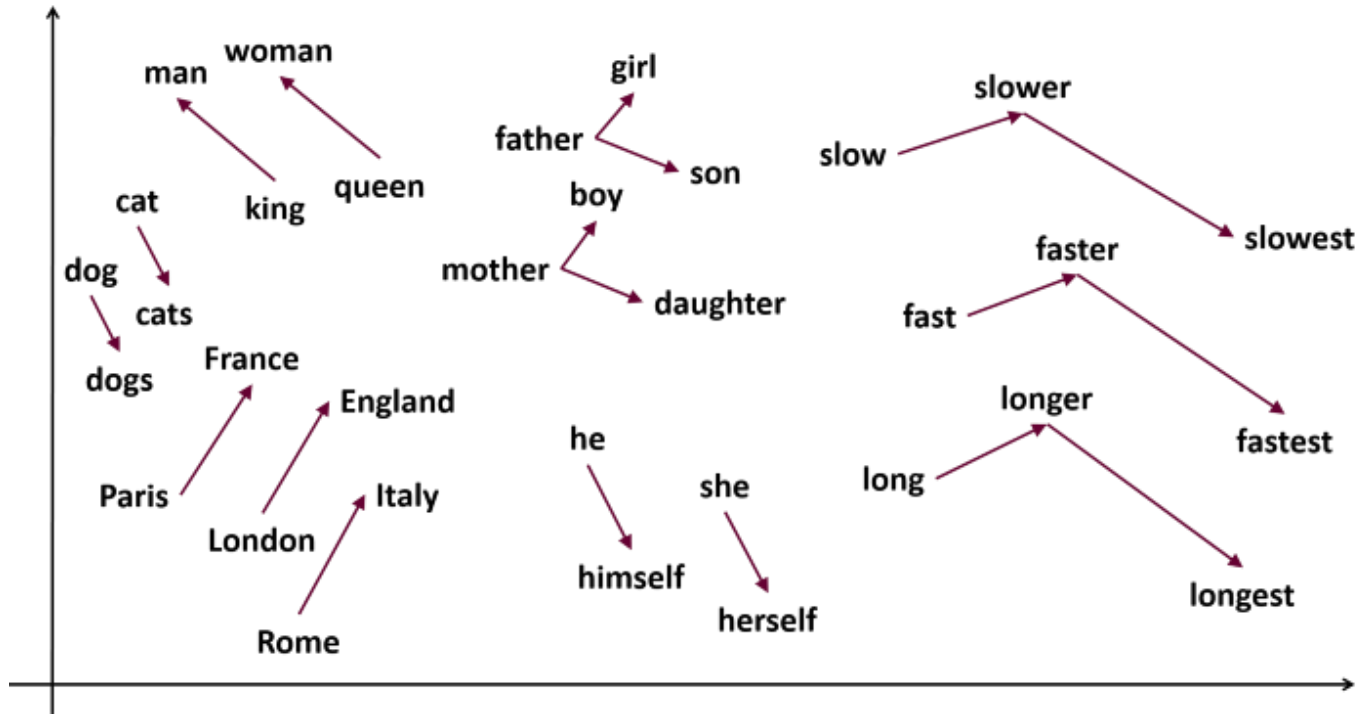 woman
man
girl
slower
father
slow
son
queen
boy
cat
king
slowest
faster
dog
mother
daughter
cats
fast
France
dogs
England
longer
he
fastest
long
she
Paris
Italy
London
himself
longest
herself
Rome